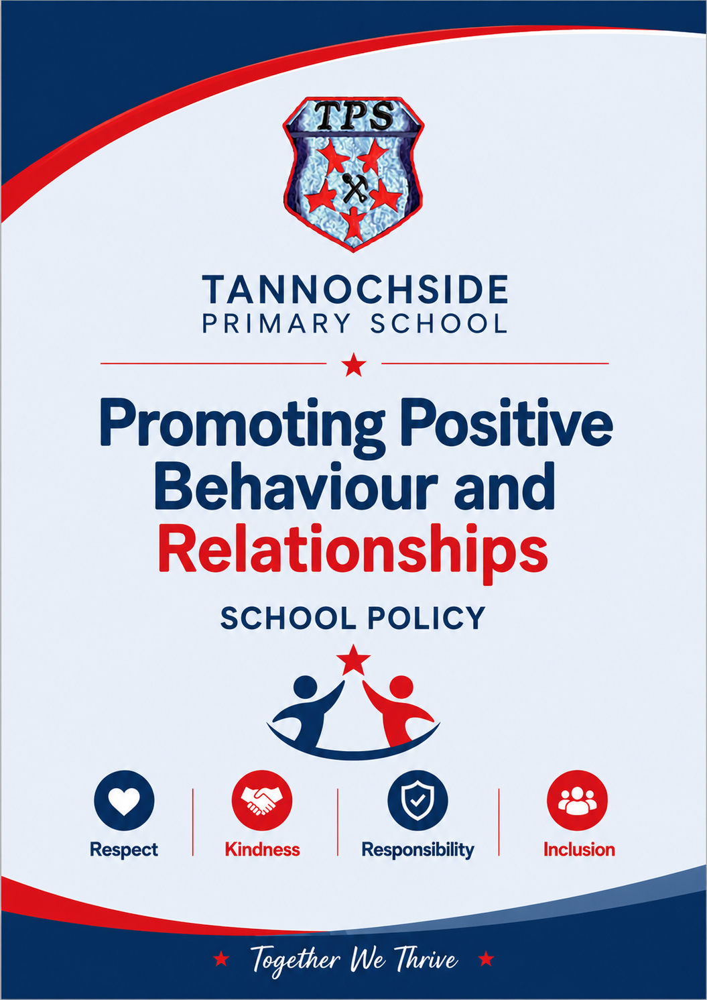 TPS
TANNOCHSIDE
PRIMARY SCHOOL
Promoting Positive
Behaviour and
Relationships
SCHOOL POLICY
Respect
Kindness
Responsibility
Inclusion
Together We Thrive